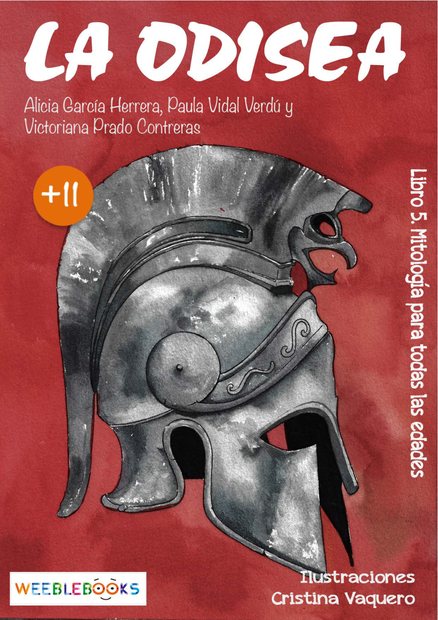 LA ODISEA
Alicia García Herrera, Paula Vidal Verdú y
Victoriana Prado Contreras
+11
Libro 5. Mitología para todas las edades
WEEBLEBOOKS
Ilustraciones
Cristina Vaquero